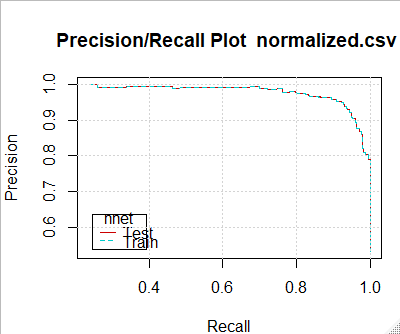 Precision/Recall Plot normalized.csv
Precision
1.0
0.9
0.8
0.7
0.6
nnet
Test
Train
0.4
0.6
0.8
1.0
Recall